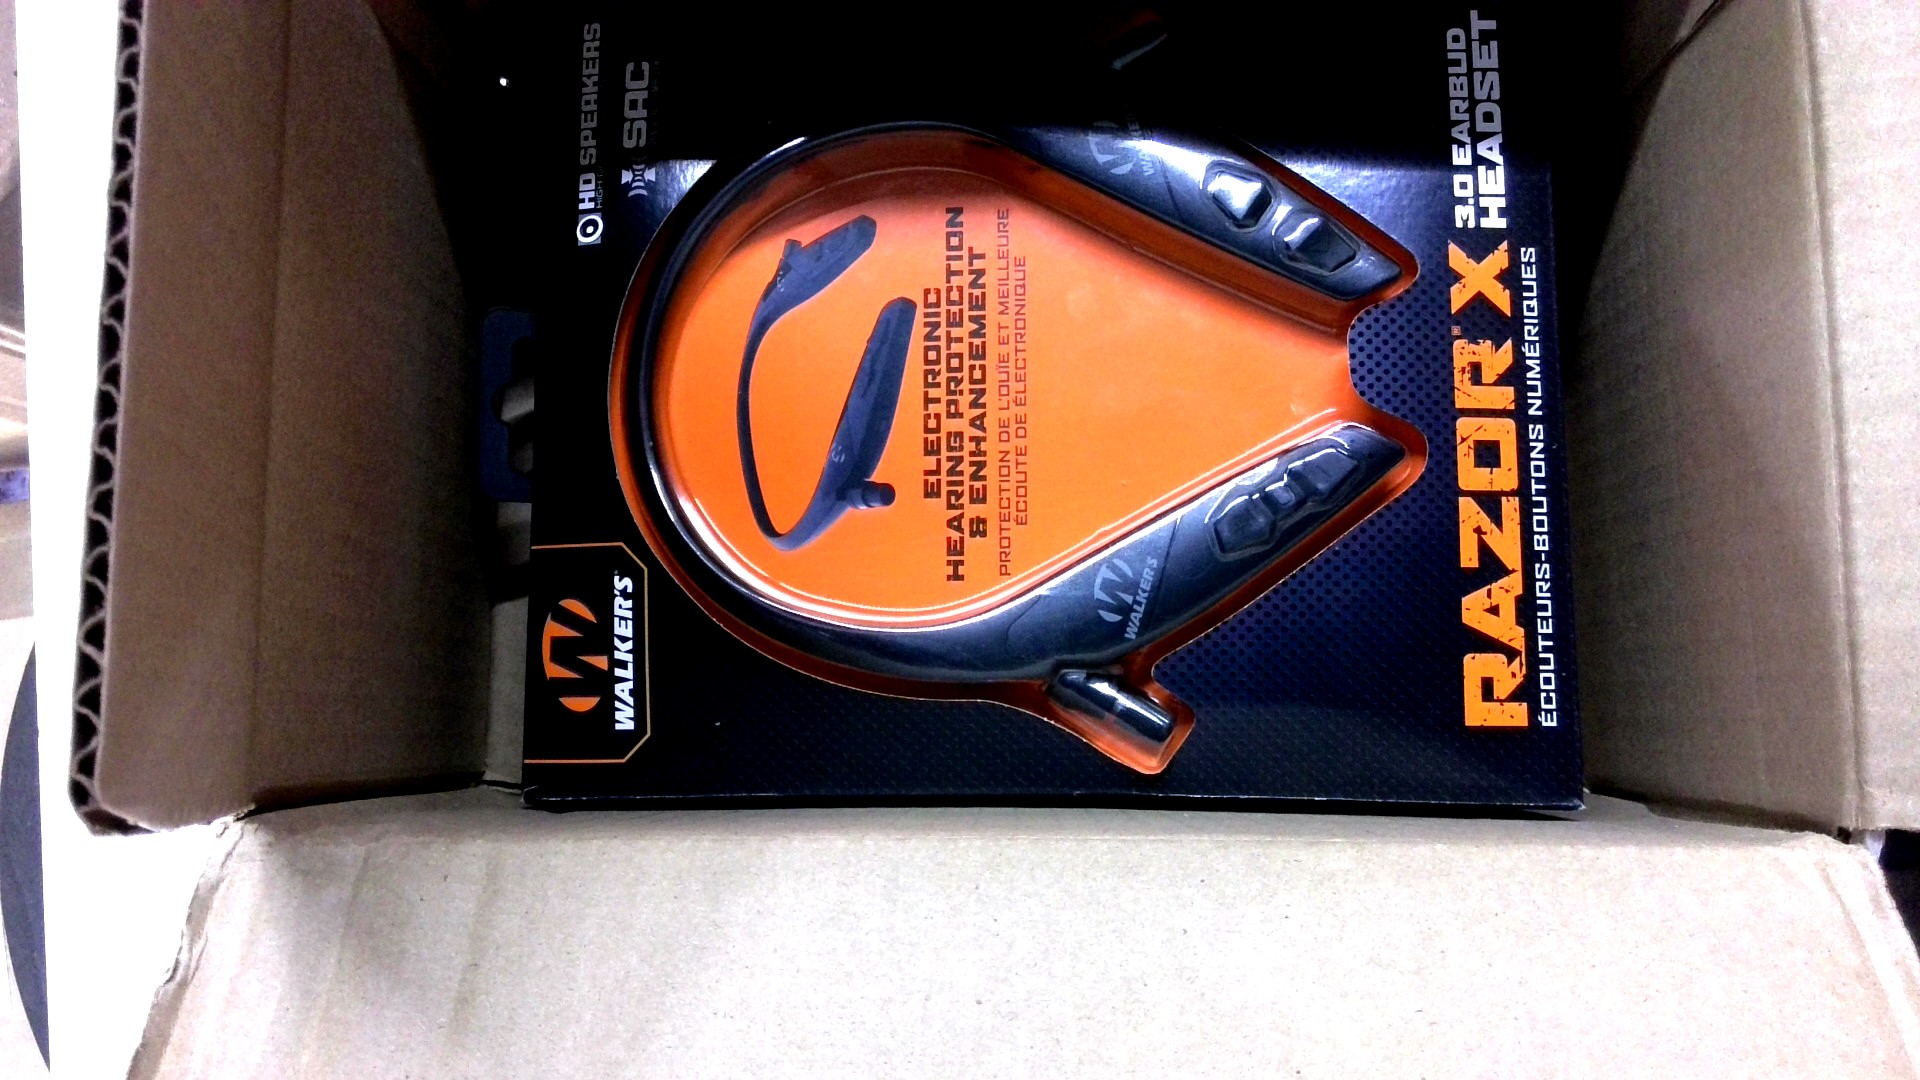 WALKER'S
HD SPEAKERS
SAC
ELECTRONIC
HEARING PROTECTION
& ENHANCEMENT
PROTECTION DE L'OUÏE ET MEILLEURE
ÉCOUTE DE ÉLECTRONIQUE
WALKER'S
RAZOR® X 3.0 EARBUD
HEADSET
ÉCOUTEURS-BOUTONS NUMÉRIQUES